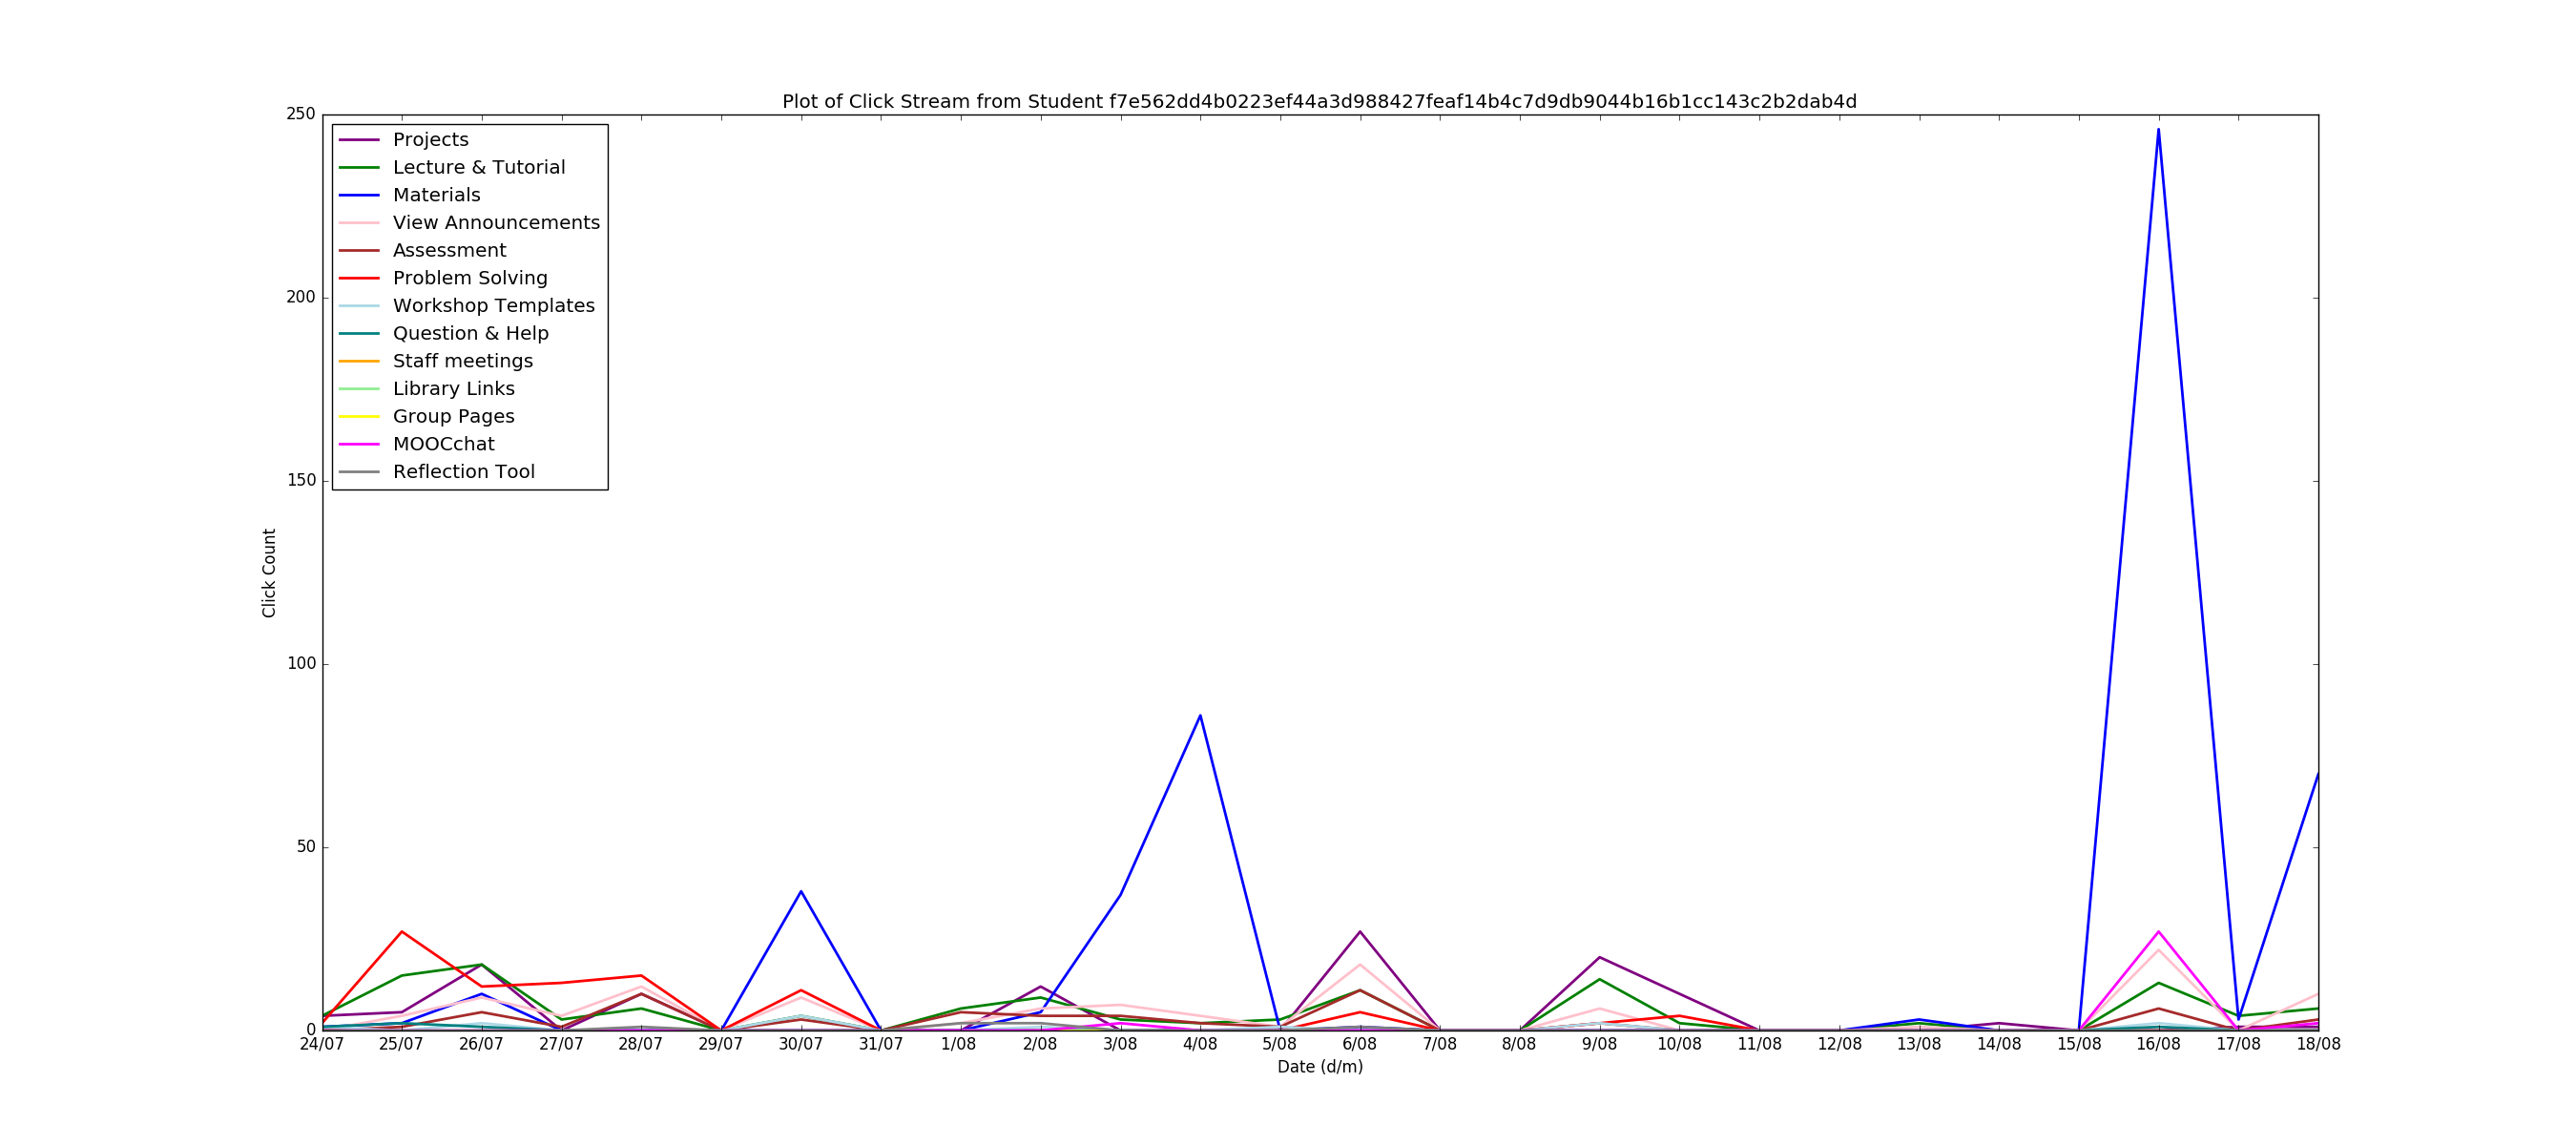 Plot of Click Stream from Student f7e562dd4b0223ef44a3d988427feaf14b4c7d9db9044b16b1cc143c2b2dab4d
250
200
150
100
50
0
Click Count
Projects
Lecture & Tutorial
Materials
View Announcements
Assessment
Problem Solving
Workshop Templates
Question & Help
Staff meetings
Library Links
Group Pages
MOOCchat
Reflection Tool
24/07 25/07 26/07 27/07 28/07 29/07 30/07 31/07 1/08 2/08 3/08 4/08 5/08 6/08 7/08 8/08 9/08 10/08 11/08 12/08 13/08 14/08 15/08 16/08 17/08 18/08
Date (d/m)